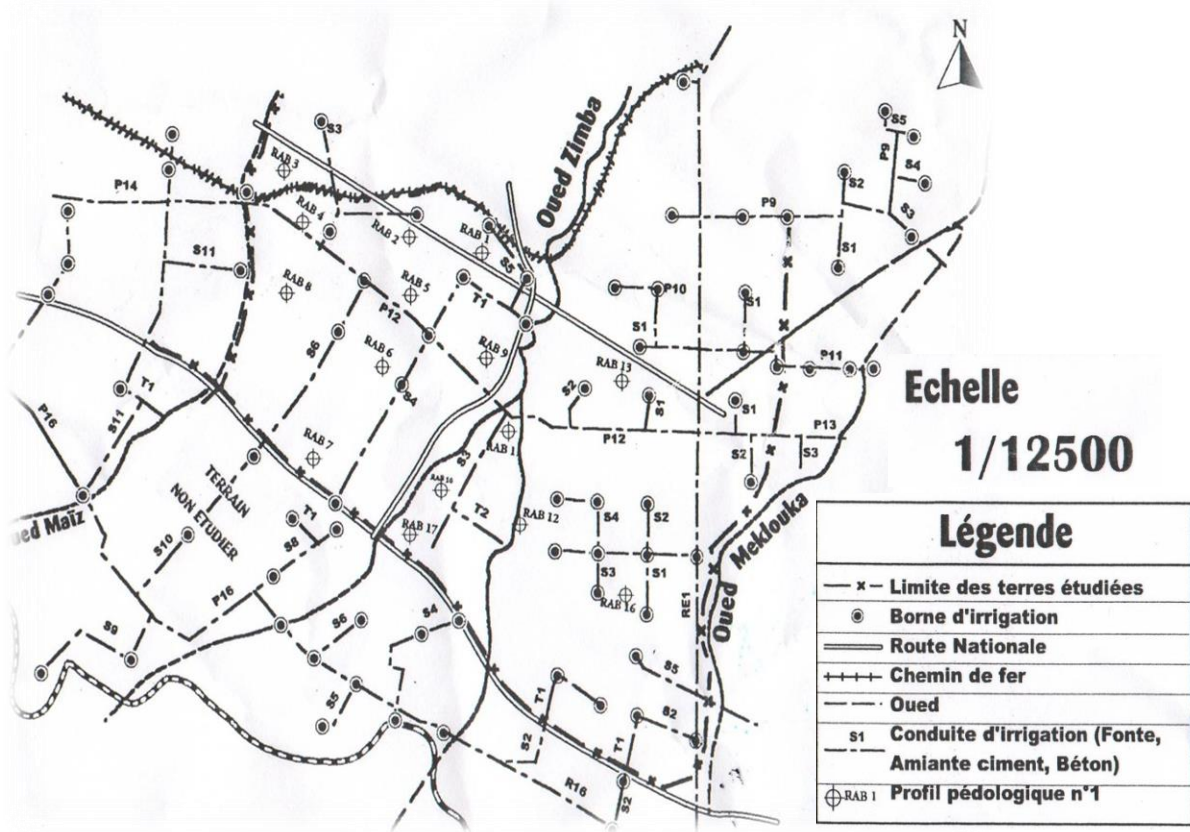 N
Oued Zimba
S3
RAB 3
P14
RAB 4
RAB 2
RAB 1
S5
S5
P9
S4
S2
P9
S3
S1
S11
RAB 8
RAB 5
T1
P12
P10
S1
S1
S6
RAB 6
RAB 9
RAB 13
P11
S4
S2
S1
S1
P12
P13
S2
S3
T1
S11
P16
RAB 7
S3
RAB 1
TERRAIN
NON ETUDIER
T1
RAB 17
T2
RAB 12
S4
S2
S10
S8
S3
S1
RAB 16
RE1
Oued Meklouka
P16
S6
S4
S9
S5
S5
T1
S2
S2
T1
R16
S2
Echelle
1/12500
Légende
Limite des terres étudiées
Borne d'irrigation
Route Nationale
Chemin de fer
Oued
S1 Conduite d'irrigation (Fonte,
Amiante ciment, Béton)
RAB 1 Profil pédologique n°1